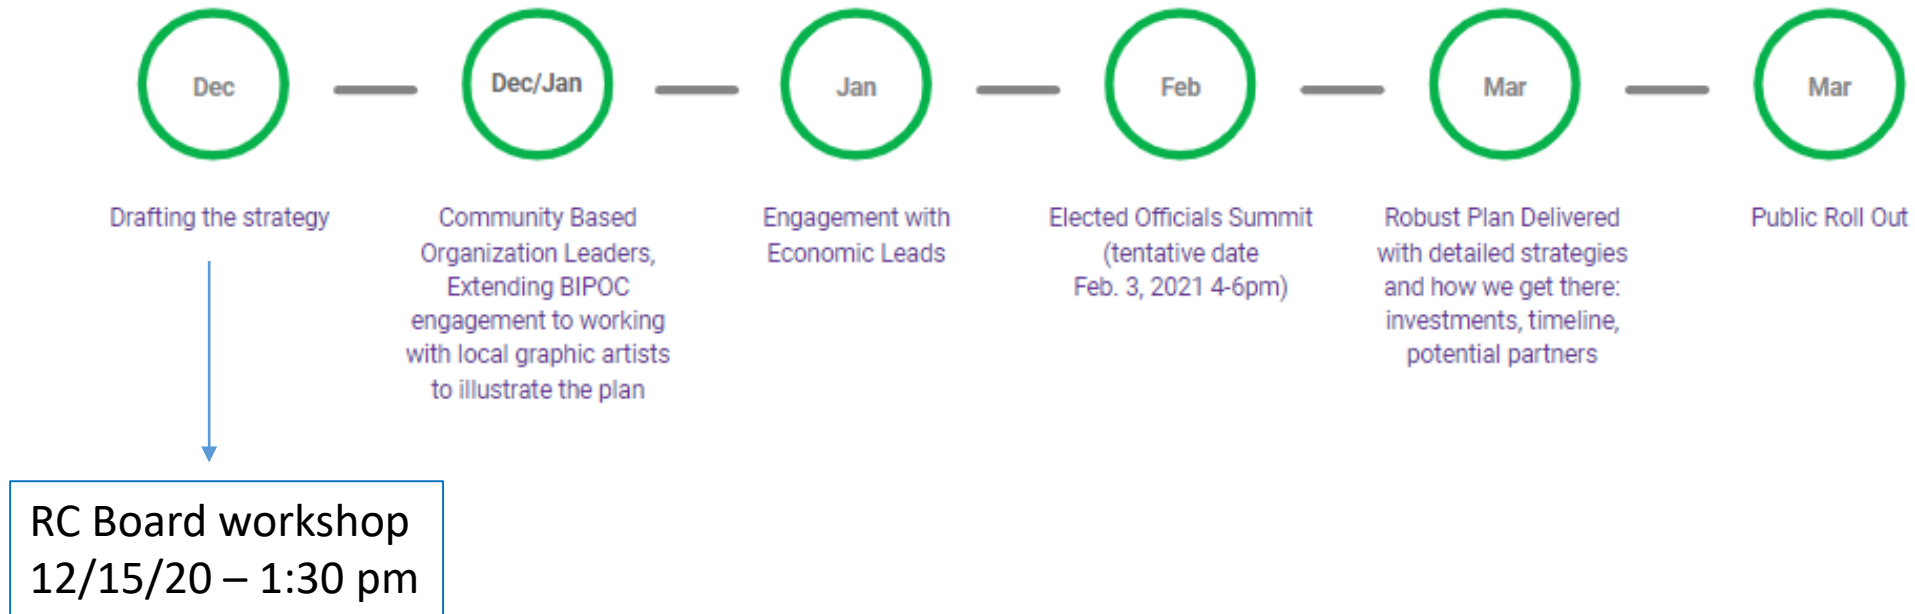 Dec
Drafting the strategy
RC Board workshop
12/15/20 – 1:30 pm
Dec/Jan
Community Based
Organization Leaders,
Extending BIPOC
engagement to working
with local graphic artists
to illustrate the plan
Jan
Engagement with
Economic Leads
Feb
Elected Officials Summit
(tentative date
Feb. 3, 2021 4-6pm)
Mar
Robust Plan Delivered
with detailed strategies
and how we get there:
investments, timeline,
potential partners
Mar
Public Roll Out